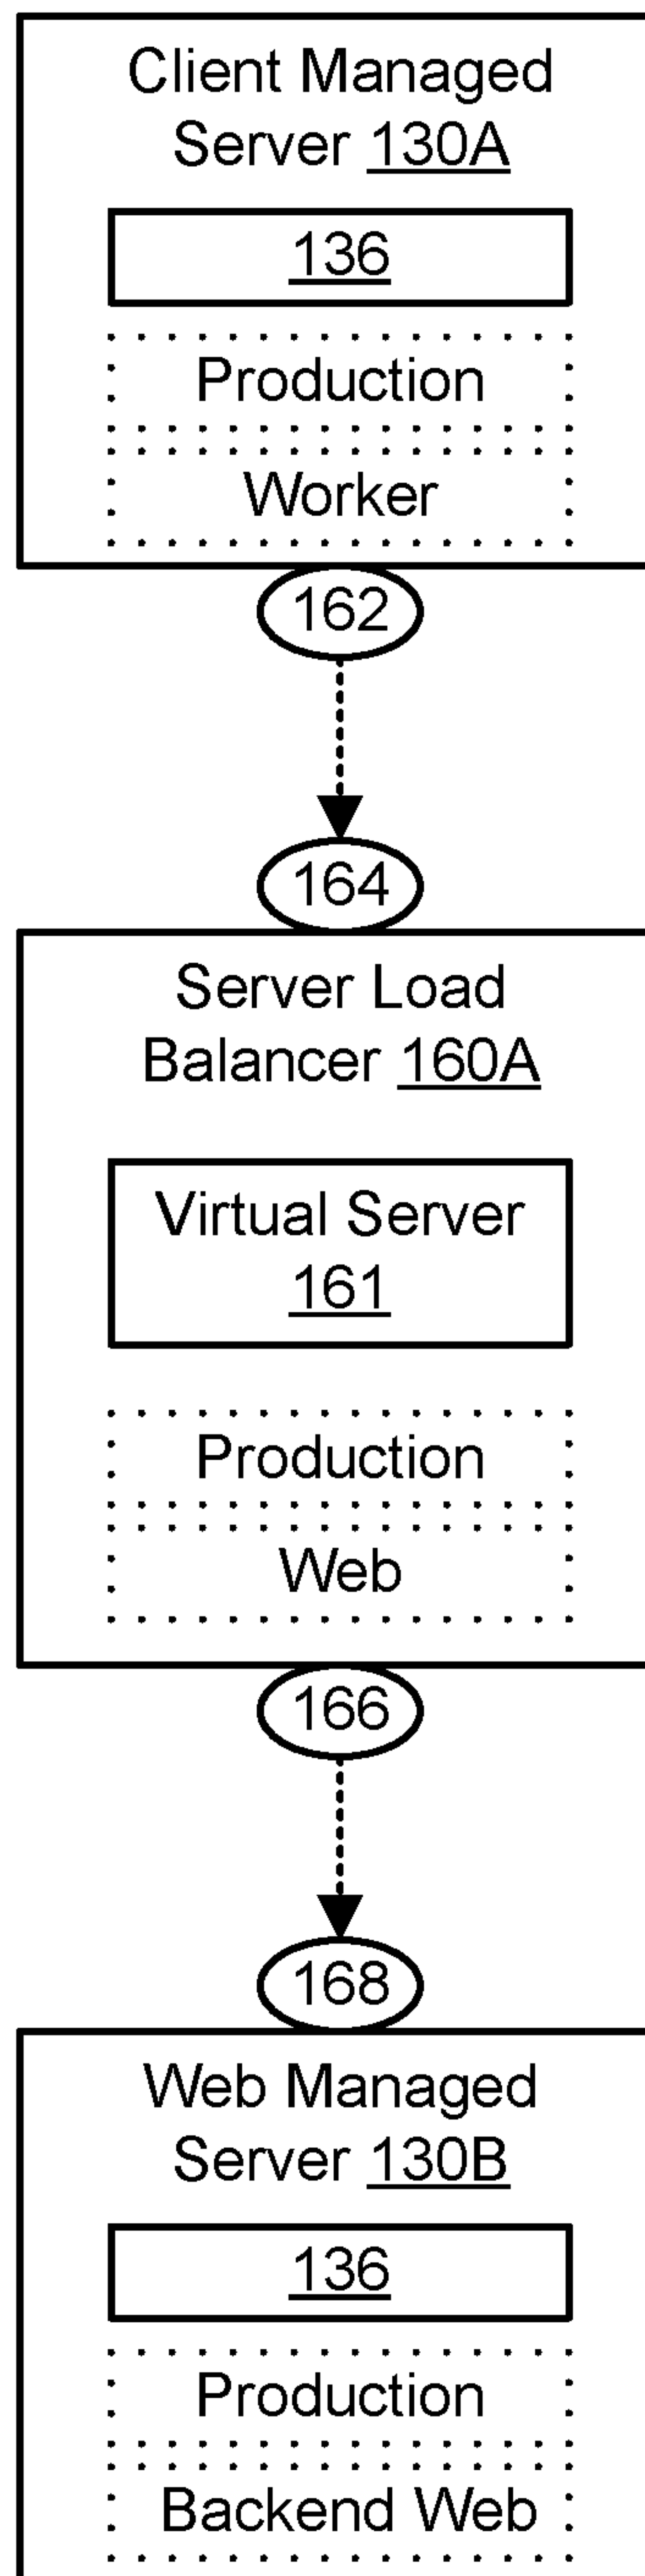 Client Managed
Server 130A
136
Production
Worker
162
164
Server Load
Balancer 160A
Virtual Server
161
Production
Web
166
168
Web Managed
Server 130B
136
Production
Backend Web